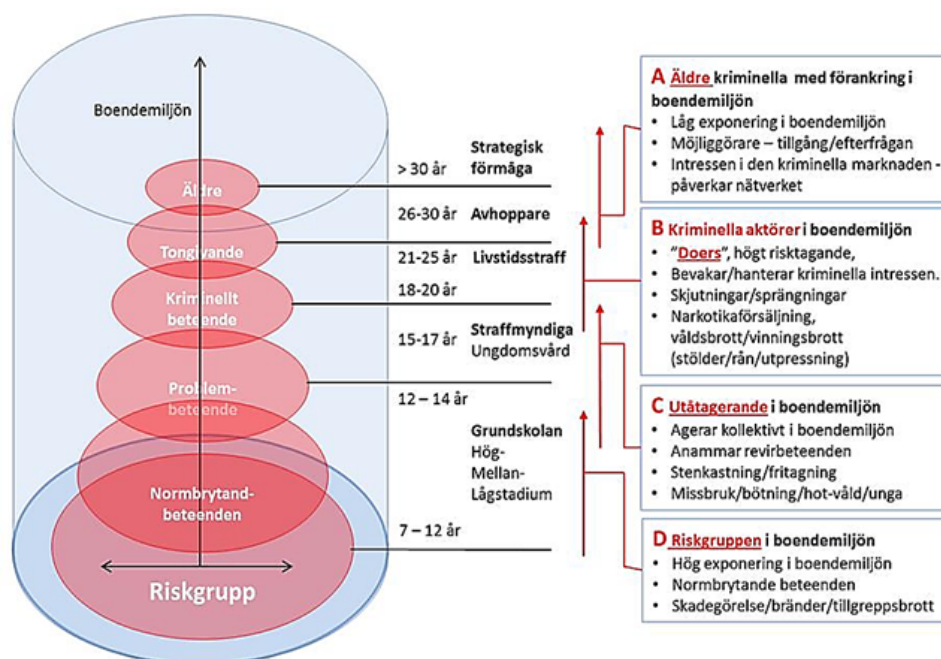 Boendemiljön
Äldre
Tongivande
Kriminellt
beteende
Problem-
beteende
Normbrytand-
beteenden
Riskgrupp
> 30 år
Strategisk
förmåga
26-30 år
Avhoppare
21-25 år
Livstidsstraff
18-20 år
15-17 år
Straffmyndiga
Ungdomsvård
12 – 14 år
Grundskolan
Hög-
Mellan-
Lågstadium
7 – 12 år
A Äldre kriminella med förankring i
boendemiljön
• Låg exponering i boendemiljön
• Möjliggörare – tillgång/efterfrågan
• Intressen i den kriminella marknaden -
påverkar nätverket
B Kriminella aktörer i boendemiljön
• ”Doers”, högt risktagande,
• Bevakar/hanterar kriminella intressen.
• Skjutningar/sprängningar
• Narkotikaförsäljning,
våldsbrott/vinningsbrott
(stölder/rån/utpressning)
C Utåtagerande i boendemiljön
• Agerar kollektivt i boendemiljön
• Anammar revirbeteenden
• Stenkastning/fritagning
• Missbruk/bötning/hot-våld/unga
D Riskgruppen i boendemiljön
• Hög exponering i boendemiljön
• Normbrytande beteenden
• Skadegörelse/bränder/tillgreppsbrott